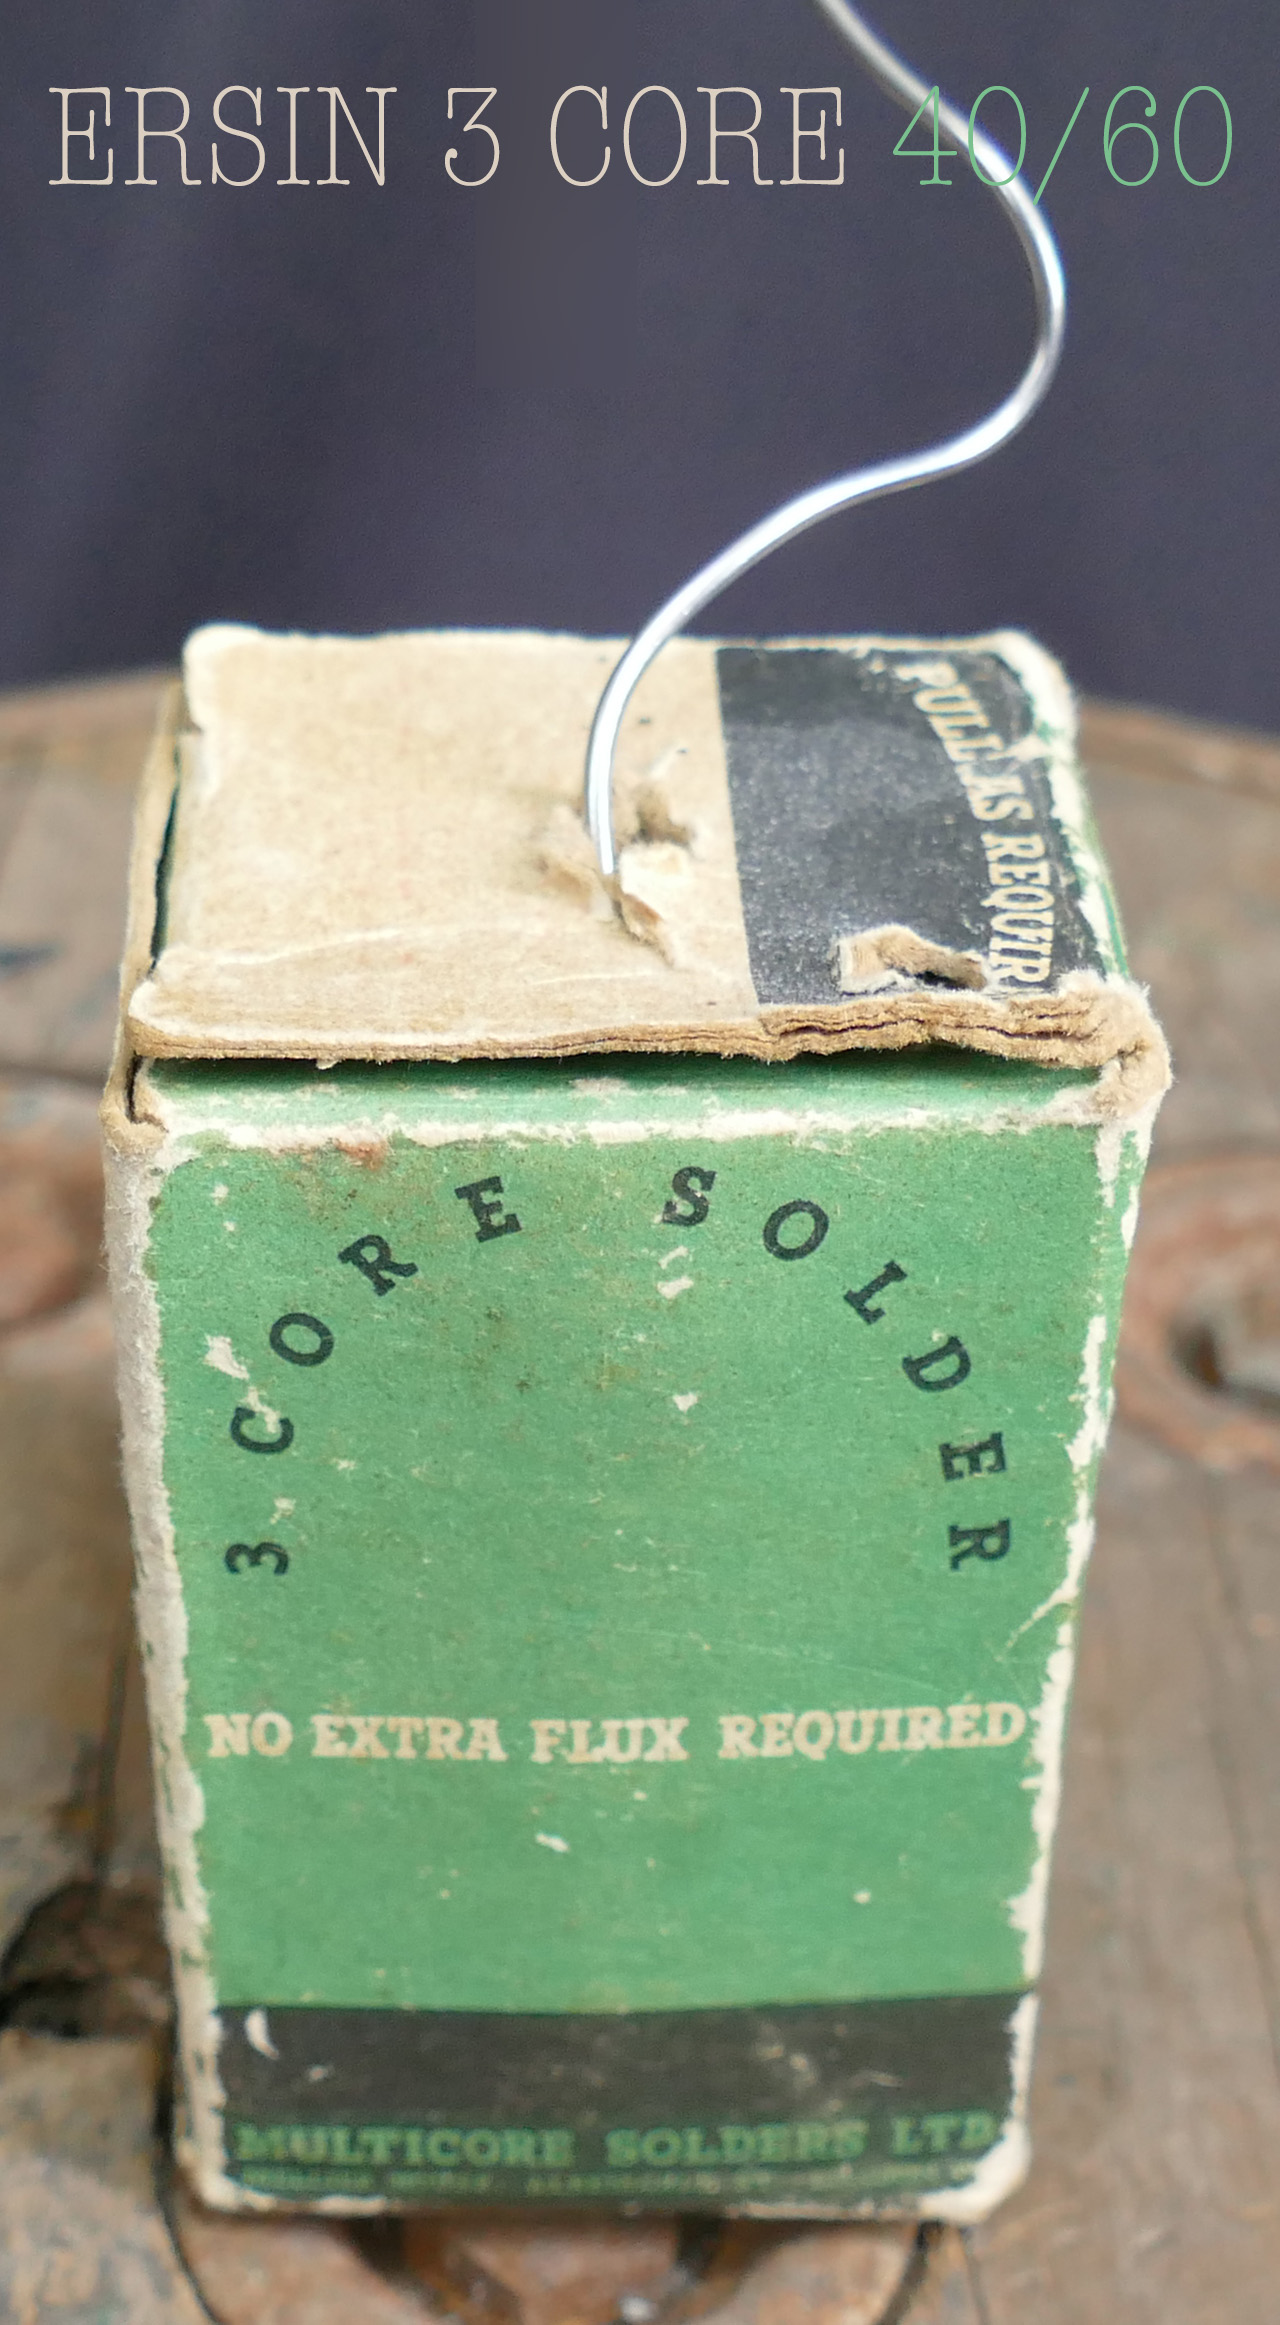 ERSIN 3 CORE 40/60
PULL AS REQUIR
3 CORE SOLDER
NO EXTRA FLUX REQUIRED
MULTICORE SOLDERS LTD